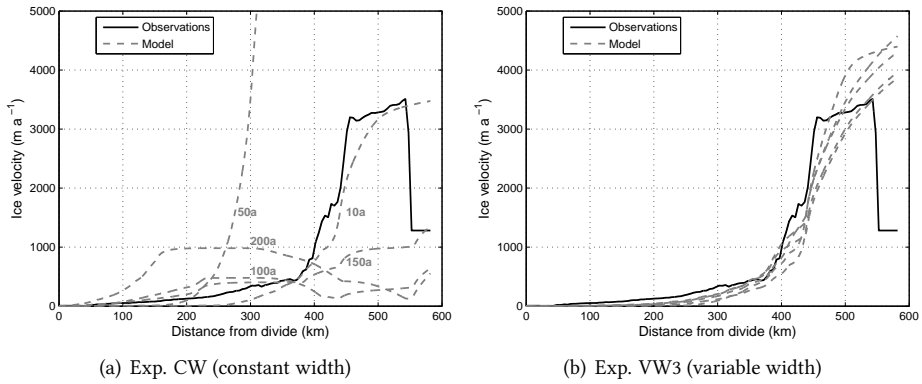 5000
4000
3000
2000
1000
0
Ice velocity (m a⁻¹)
Observations
Model
50a
10a
200a
100a
150a
0 100 200 300 400 500 600
Distance from divide (km)
(a) Exp. CW (constant width)
5000
4000
3000
2000
1000
0
Ice velocity (m a⁻¹)
Observations
Model
0 100 200 300 400 500 600
Distance from divide (km)
(b) Exp. VW3 (variable width)